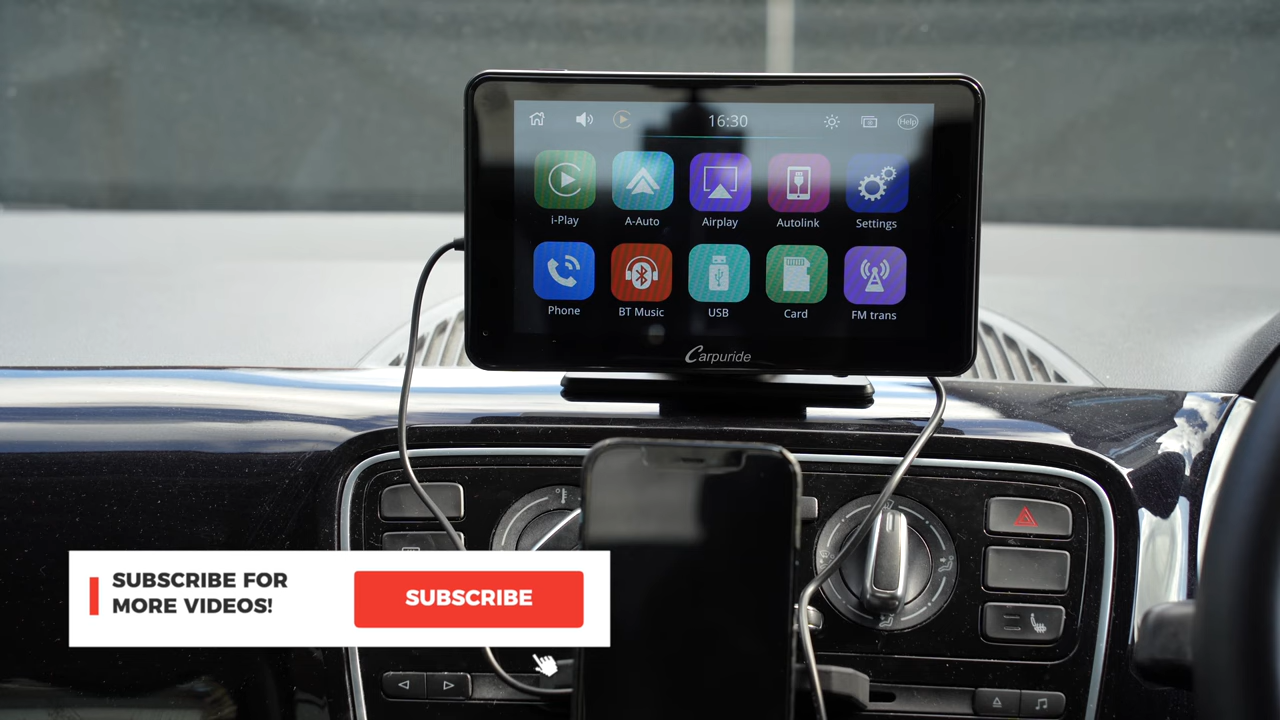 16:30
Help
i-Play
A-Auto
Airplay
Autolink
Settings
Phone
BT Music
USB
Card
FM trans
Carpuride
SUBSCRIBE FOR
MORE VIDEOS!
SUBSCRIBE